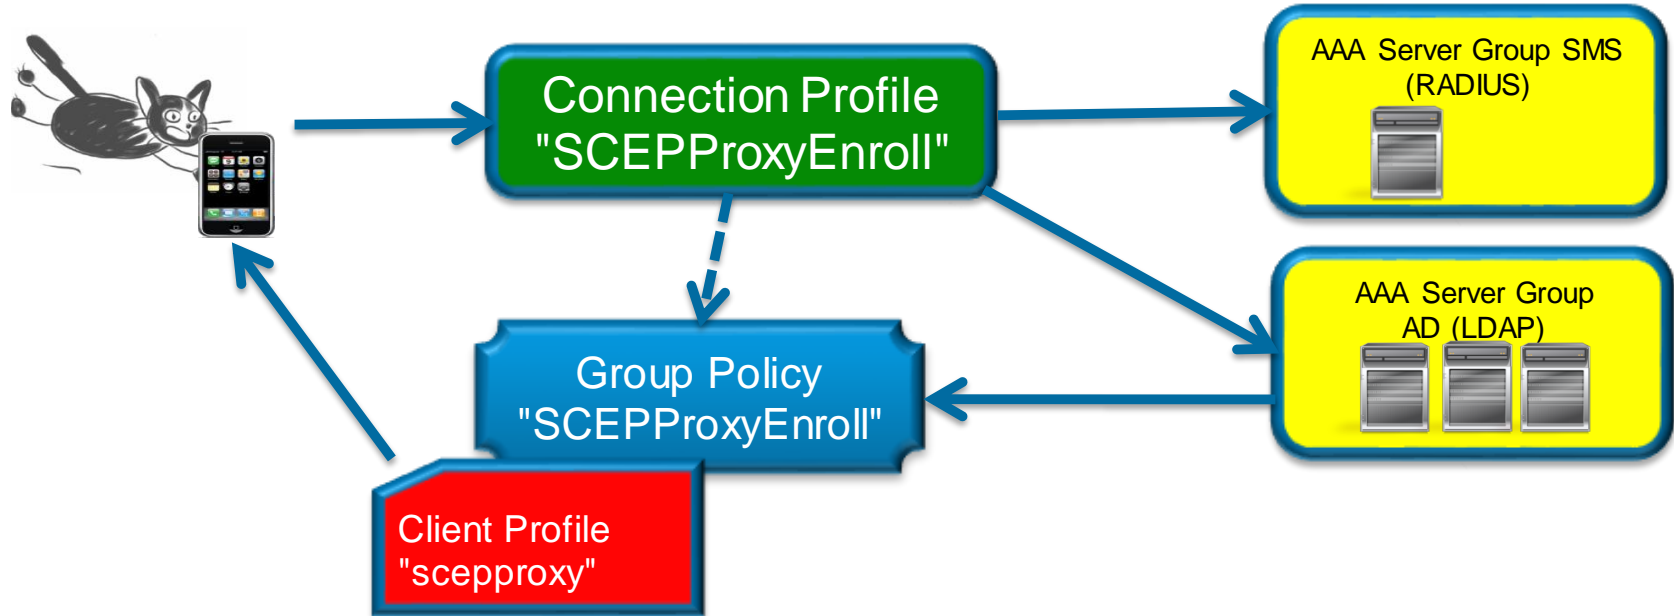 Connection Profile
"SCEPProxyEnroll"
AAA Server Group SMS
(RADIUS)
AAA Server Group
AD (LDAP)
Group Policy
"SCEPProxyEnroll"
Client Profile
"scepproxy"